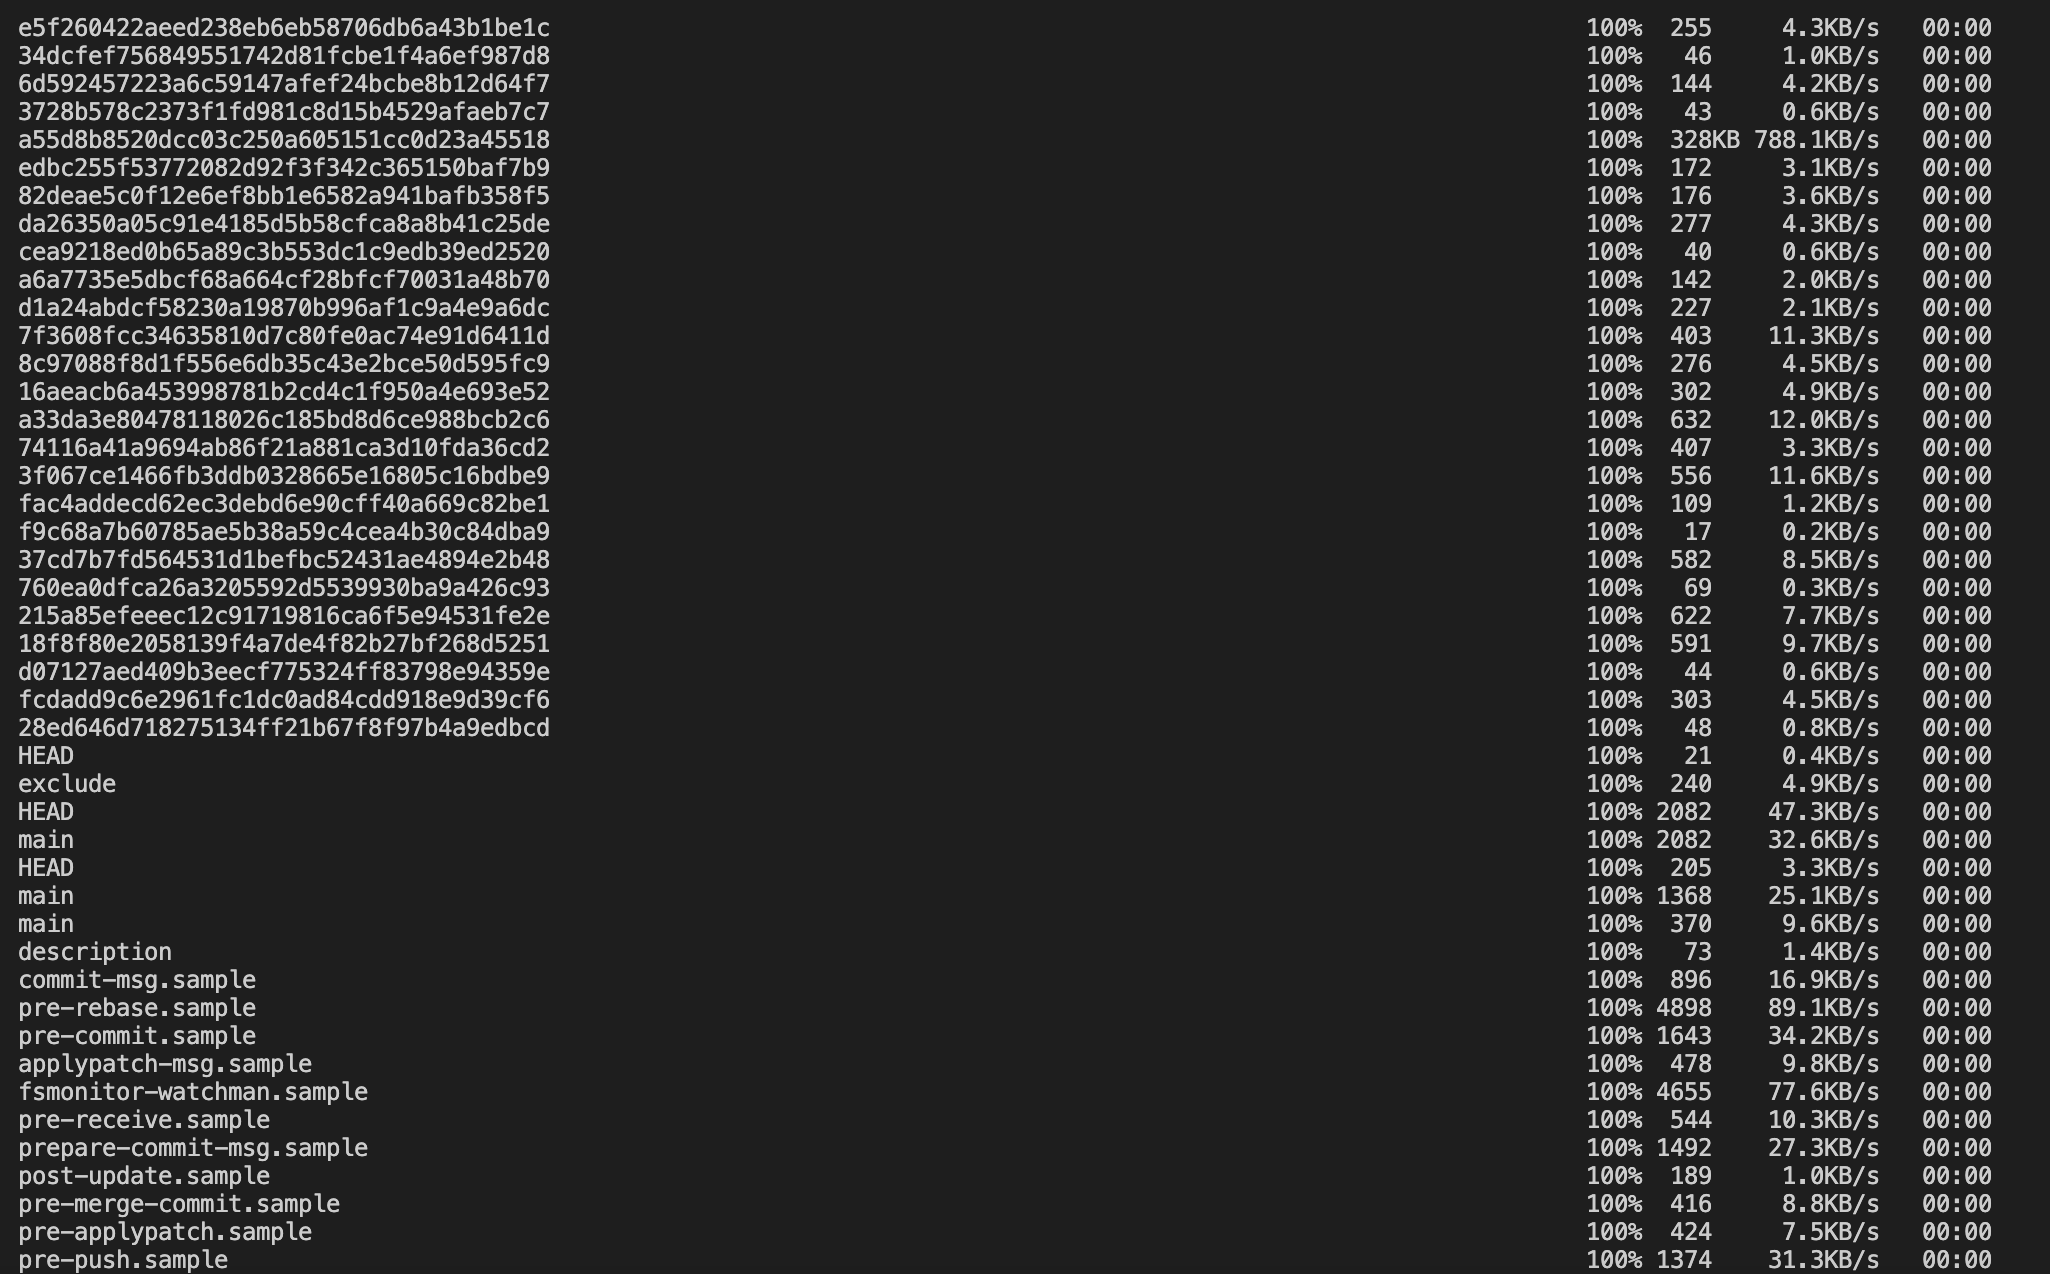 e5f260422aeed238eb6eb58706db6a43b1be1c 100% 255 4.3KB/s 00:00
34dcfef756849551742d81fcbe1f4a6ef987d8 100% 46 1.0KB/s 00:00
6d592457223a6c59147afef24bcbe8b12d64f7 100% 144 4.2KB/s 00:00
3728b578c2373f1fd981c8d15b4529afaeb7c7 100% 43 0.6KB/s 00:00
a55d8b8520dcc03c250a605151cc0d23a45518 100% 328KB 788.1KB/s 00:00
edbc255f53772082d92f3f342c365150baf7b9 100% 172 3.1KB/s 00:00
82deae5c0f12e6ef8bb1e6582a941bafb358f5 100% 176 3.6KB/s 00:00
da26350a05c91e4185d5b58cfca8a8b41c25de 100% 277 4.3KB/s 00:00
cea9218ed0b65a89c3b553dc1c9edb39ed2520 100% 40 0.6KB/s 00:00
a6a7735e5dbcf68a664cf28bfcf70031a48b70 100% 142 2.0KB/s 00:00
d1a24abdcf58230a19870b996af1c9a4e9a6dc 100% 227 2.1KB/s 00:00
7f3608fcc34635810d7c80fe0ac74e91d6411d 100% 403 11.3KB/s 00:00
8c97088f8d1f556e6db35c43e2bce50d595fc9 100% 276 4.5KB/s 00:00
16aeacb6a453998781b2cd4c1f950a4e693e52 100% 302 4.9KB/s 00:00
a33da3e80478118026c185bd8d6ce988bcb2c6 100% 632 12.0KB/s 00:00
74116a41a9694ab86f21a881ca3d10fda36cd2 100% 407 3.3KB/s 00:00
3f067ce1466fb3ddb0328665e16805c16bdbe9 100% 556 11.6KB/s 00:00
fac4addecd62ec3debd6e90cff40a669c82be1 100% 109 1.2KB/s 00:00
f9c68a7b60785ae5b38a59c4cea4b30c84dba9 100% 17 0.2KB/s 00:00
37cd7b7fd564531d1befbc52431ae4894e2b48 100% 582 8.5KB/s 00:00
760ea0dfca26a3205592d5539930ba9a426c93 100% 69 0.3KB/s 00:00
215a85efeeec12c91719816ca6f5e94531fe2e 100% 622 7.7KB/s 00:00
18f8f80e2058139f4a7de4f82b27bf268d5251 100% 591 9.7KB/s 00:00
d07127aed409b3eecf775324ff83798e94359e 100% 44 0.6KB/s 00:00
fcdadd9c6e2961fc1dc0ad84cdd918e9d39cf6 100% 303 4.5KB/s 00:00
28ed646d718275134ff21b67f8f97b4a9edbcd 100% 48 0.8KB/s 00:00
HEAD 100% 21 0.4KB/s 00:00
exclude 100% 240 4.9KB/s 00:00
HEAD 100% 2082 47.3KB/s 00:00
main 100% 2082 32.6KB/s 00:00
HEAD 100% 205 3.3KB/s 00:00
main 100% 1368 25.1KB/s 00:00
main 100% 370 9.6KB/s 00:00
description 100% 73 1.4KB/s 00:00
commit-msg.sample 100% 896 16.9KB/s 00:00
pre-rebase.sample 100% 4898 89.1KB/s 00:00
pre-commit.sample 100% 1643 34.2KB/s 00:00
applypatch-msg.sample 100% 478 9.8KB/s 00:00
fsmonitor-watchman.sample 100% 4655 77.6KB/s 00:00
pre-receive.sample 100% 544 10.3KB/s 00:00
prepare-commit-msg.sample 100% 1492 27.3KB/s 00:00
post-update.sample 100% 189 1.0KB/s 00:00
pre-merge-commit.sample 100% 416 8.8KB/s 00:00
pre-applypatch.sample 100% 424 7.5KB/s 00:00
pre-push.sample 100% 1374 31.3KB/s 00:00